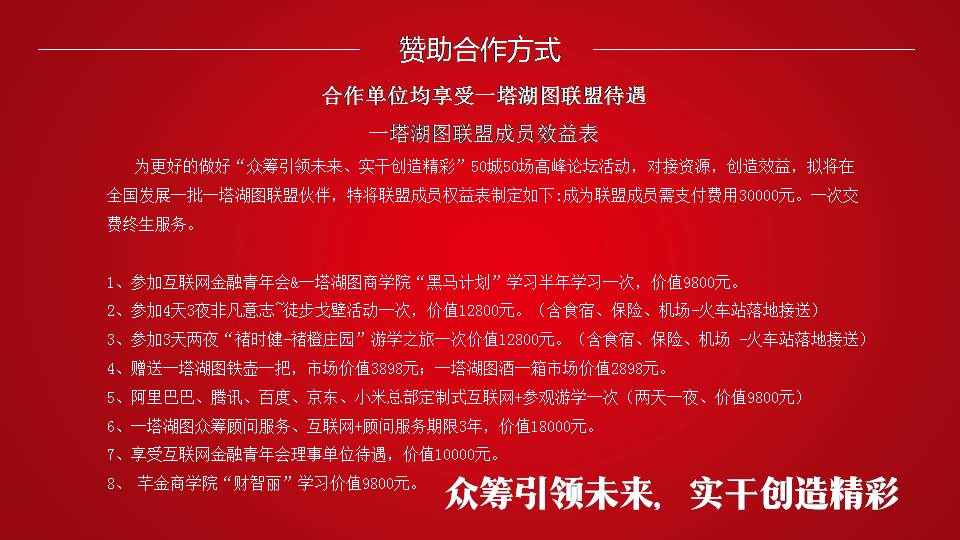 赞助合作方式
合作单位均享受一塔湖图联盟待遇
一塔湖图联盟成员效益表
为更好的做好“众筹引领未来、实干创造精彩”50城50场高峰论坛活动，对接资源，创造效益，拟将在
全国发展一批一塔湖图联盟伙伴，特将联盟成员权益表制定如下:成为联盟成员需支付费用30000元。一次交
费终生服务。
1、参加互联网金融青年会&一塔湖图商学院“黑马计划”学习半年学习一次，价值9800元。
2、参加4天3夜非凡意志~徒步戈壁活动一次，价值12800元。（含食宿、保险、机场-火车站落地接送）
3、参加3天两夜“褚时健-褚橙庄园”游学之旅一次价值12800元。（含食宿、保险、机场 -火车站落地接送）
4、赠送一塔湖图铁壶一把，市场价值3898元；一塔湖图酒一箱市场价值2898元。
5、阿里巴巴、腾讯、百度、京东、小米总部定制式互联网+参观游学一次（两天一夜、价值9800元）
6、一塔湖图众筹顾问服务、互联网+顾问服务期限3年，价值18000元。
7、享受互联网金融青年会理事单位待遇，价值10000元。
8、 芊金商学院“财智丽”学习价值9800元。
众筹引领未来，实干创造精彩